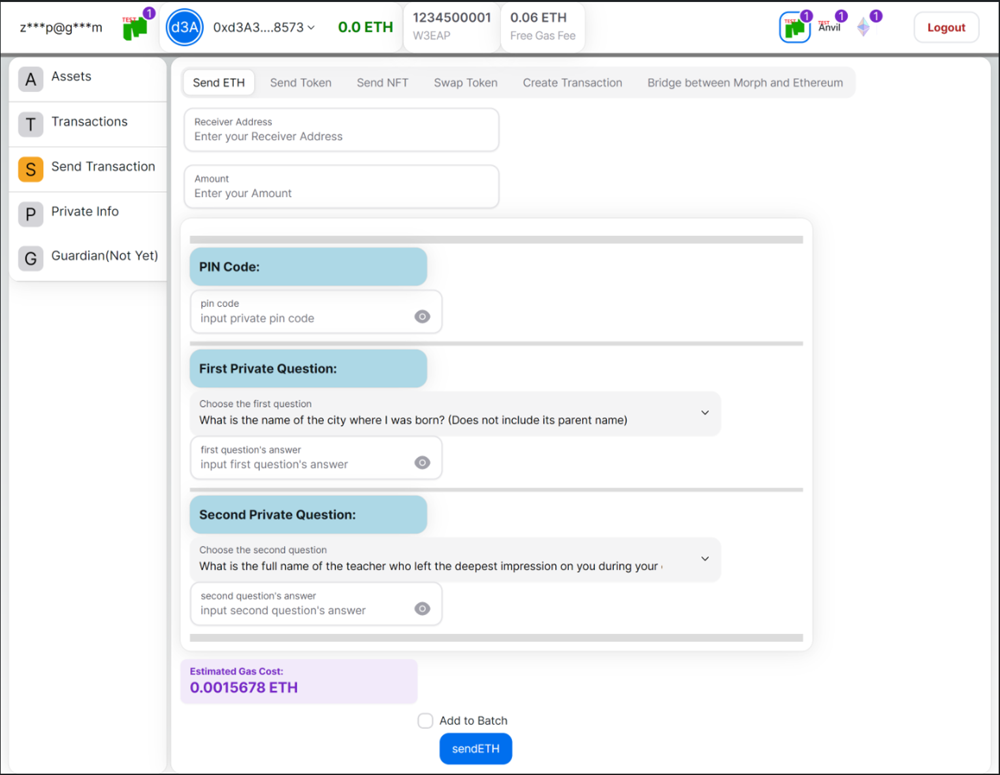 z***p@g***m
TEST
1
d3A
0xd3A3....8573
0.0 ETH
1234500001
W3EAP
0.06 ETH
Free Gas Fee
TEST
1
TEST
Anvil
1
1
Logout
A
Assets
T
Transactions
S
Send Transaction
P
Private Info
G
Guardian(Not Yet)
Send ETH
Send Token
Send NFT
Swap Token
Create Transaction
Bridge between Morph and Ethereum
Receiver Address
Enter your Receiver Address
Amount
Enter your Amount
PIN Code:
pin code
input private pin code
First Private Question:
Choose the first question
What is the name of the city where I was born? (Does not include its parent name)
first question's answer
input first question's answer
Second Private Question:
Choose the second question
What is the full name of the teacher who left the deepest impression on you during your
second question's answer
input second question's answer
Estimated Gas Cost:
0.0015678 ETH
Add to Batch
sendETH